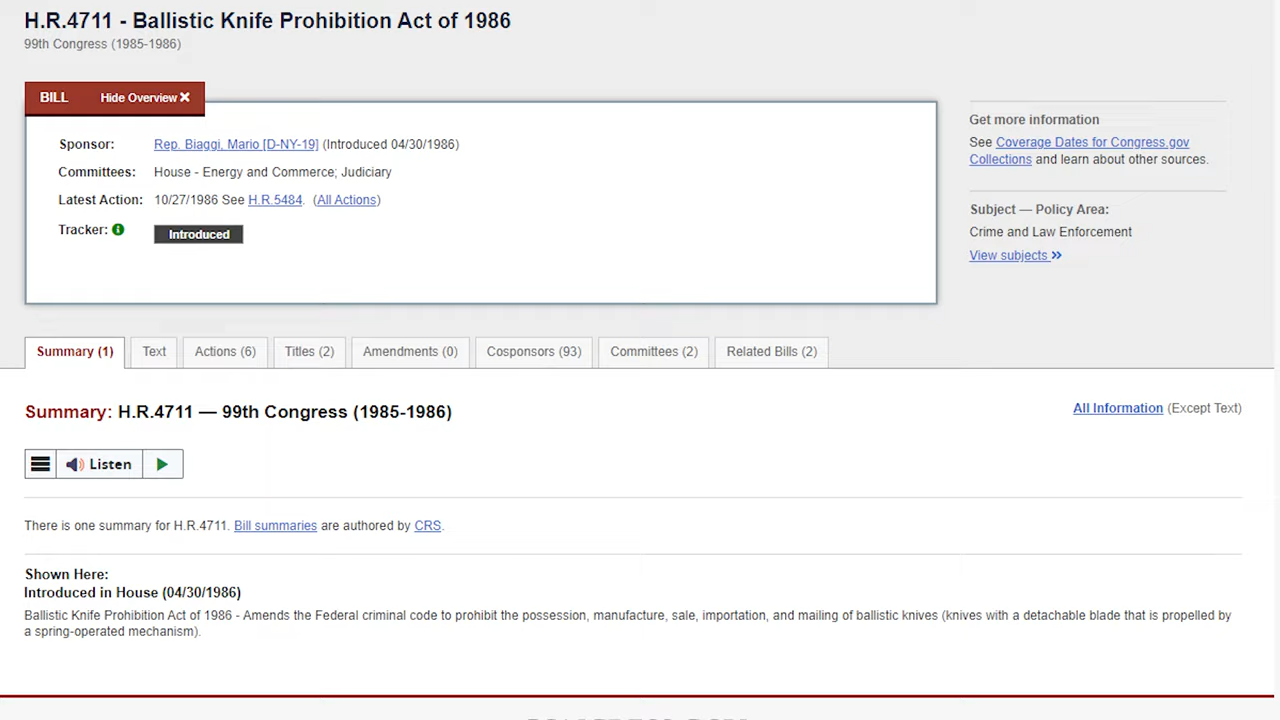 H.R.4711 - Ballistic Knife Prohibition Act of 1986
99th Congress (1985-1986)
BILL Hide Overview ×
Sponsor: Rep. Biaggi, Mario [D-NY-19] (Introduced 04/30/1986)
Committees: House - Energy and Commerce; Judiciary
Latest Action: 10/27/1986 See H.R.5484. (All Actions)
Tracker: Introduced
Get more information
See Coverage Dates for Congress.gov
Collections and learn about other sources.
Subject — Policy Area:
Crime and Law Enforcement
View subjects »
Summary (1) Text Actions (6) Titles (2) Amendments (0) Cosponsors (93) Committees (2) Related Bills (2)
Summary: H.R.4711 — 99th Congress (1985-1986)
All Information (Except Text)
Listen
There is one summary for H.R.4711. Bill summaries are authored by CRS.
Shown Here:
Introduced in House (04/30/1986)
Ballistic Knife Prohibition Act of 1986 - Amends the Federal criminal code to prohibit the possession, manufacture, sale, importation, and mailing of ballistic knives (knives with a detachable blade that is propelled by
a spring-operated mechanism).